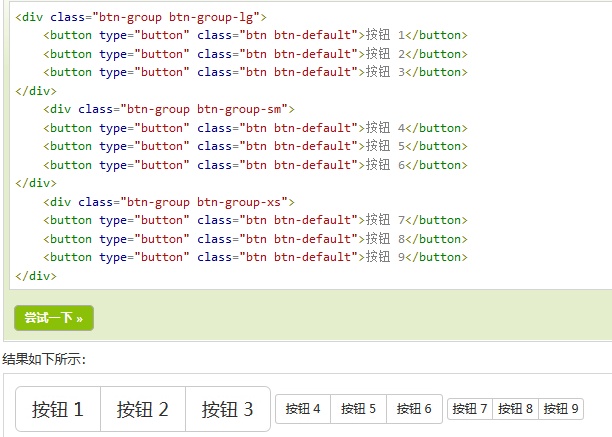 <div class="btn-group btn-group-lg">
    <button type="button" class="btn btn-default">按钮 1</button>
    <button type="button" class="btn btn-default">按钮 2</button>
    <button type="button" class="btn btn-default">按钮 3</button>
</div>
    <div class="btn-group btn-group-sm">
    <button type="button" class="btn btn-default">按钮 4</button>
    <button type="button" class="btn btn-default">按钮 5</button>
    <button type="button" class="btn btn-default">按钮 6</button>
</div>
    <div class="btn-group btn-group-xs">
    <button type="button" class="btn btn-default">按钮 7</button>
    <button type="button" class="btn btn-default">按钮 8</button>
    <button type="button" class="btn btn-default">按钮 9</button>
</div>
尝试一下 »
结果如下所示:
按钮 1 按钮 2 按钮 3 按钮 4 按钮 5 按钮 6 按钮 7 按钮 8 按钮 9